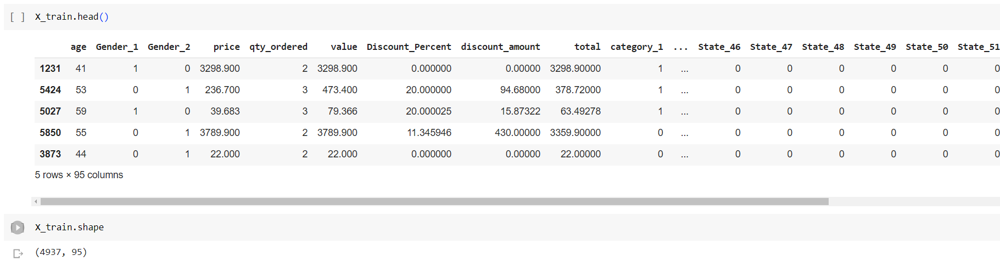 [ ] X_train.head()
age Gender_1 Gender_2 price qty_ordered value Discount_Percent discount_amount total category_1 ... State_46 State_47 State_48 State_49 State_50 State_51
1231 41 1 0 3298.900 2 3298.900 0.000000 0.00000 3298.90000 1 ... 0 0 0 0 0 0
5424 53 0 1 236.700 3 473.400 20.000000 94.68000 378.72000 1 ... 0 0 0 0 0 0
5027 59 1 0 39.683 3 79.366 20.000025 15.87322 63.49278 1 ... 0 0 0 0 0 0
5850 55 0 1 3789.900 2 3789.900 11.345946 430.00000 3359.90000 0 ... 0 0 0 0 0 0
3873 44 0 1 22.000 2 22.000 0.000000 0.00000 22.00000 0 ... 0 0 0 0 0 0
5 rows × 95 columns
X_train.shape
(4937, 95)